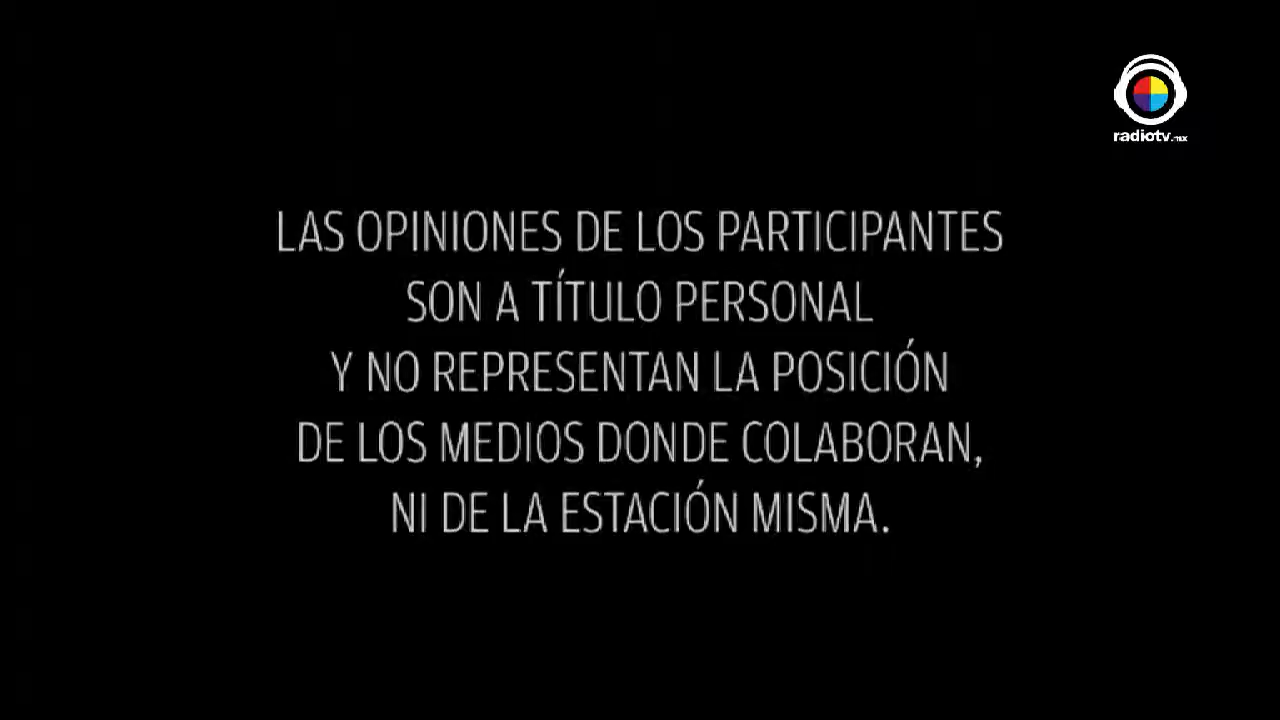 radiotv.mx
LAS OPINIONES DE LOS PARTICIPANTES
SON A TÍTULO PERSONAL
Y NO REPRESENTAN LA POSICIÓN
DE LOS MEDIOS DONDE COLABORAN,
NI DE LA ESTACIÓN MISMA.